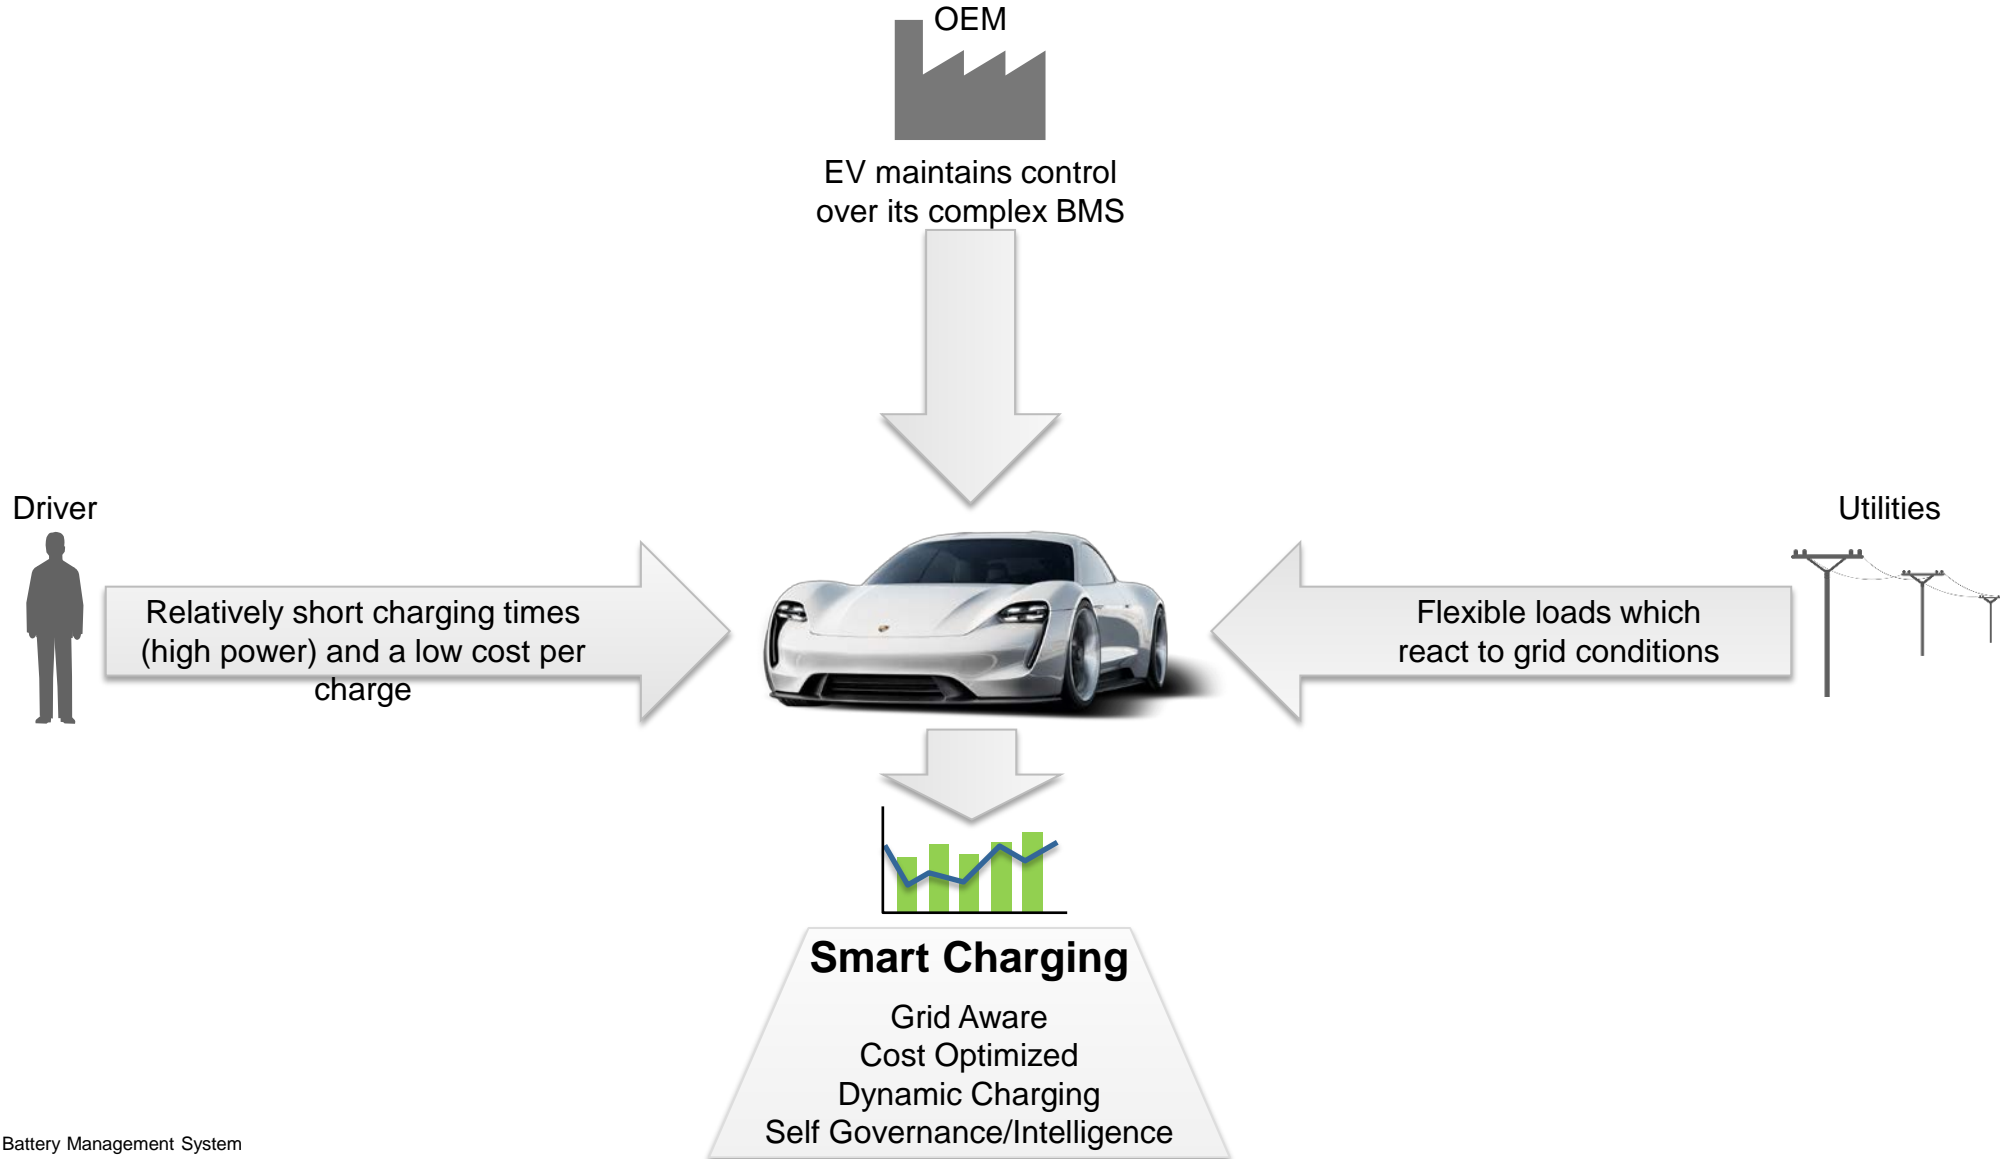 OEM
EV maintains control
over its complex BMS
Driver
Relatively short charging times
(high power) and a low cost per
charge
Utilities
Flexible loads which
react to grid conditions
Smart Charging
Grid Aware
Cost Optimized
Dynamic Charging
Self Governance/Intelligence
Battery Management System